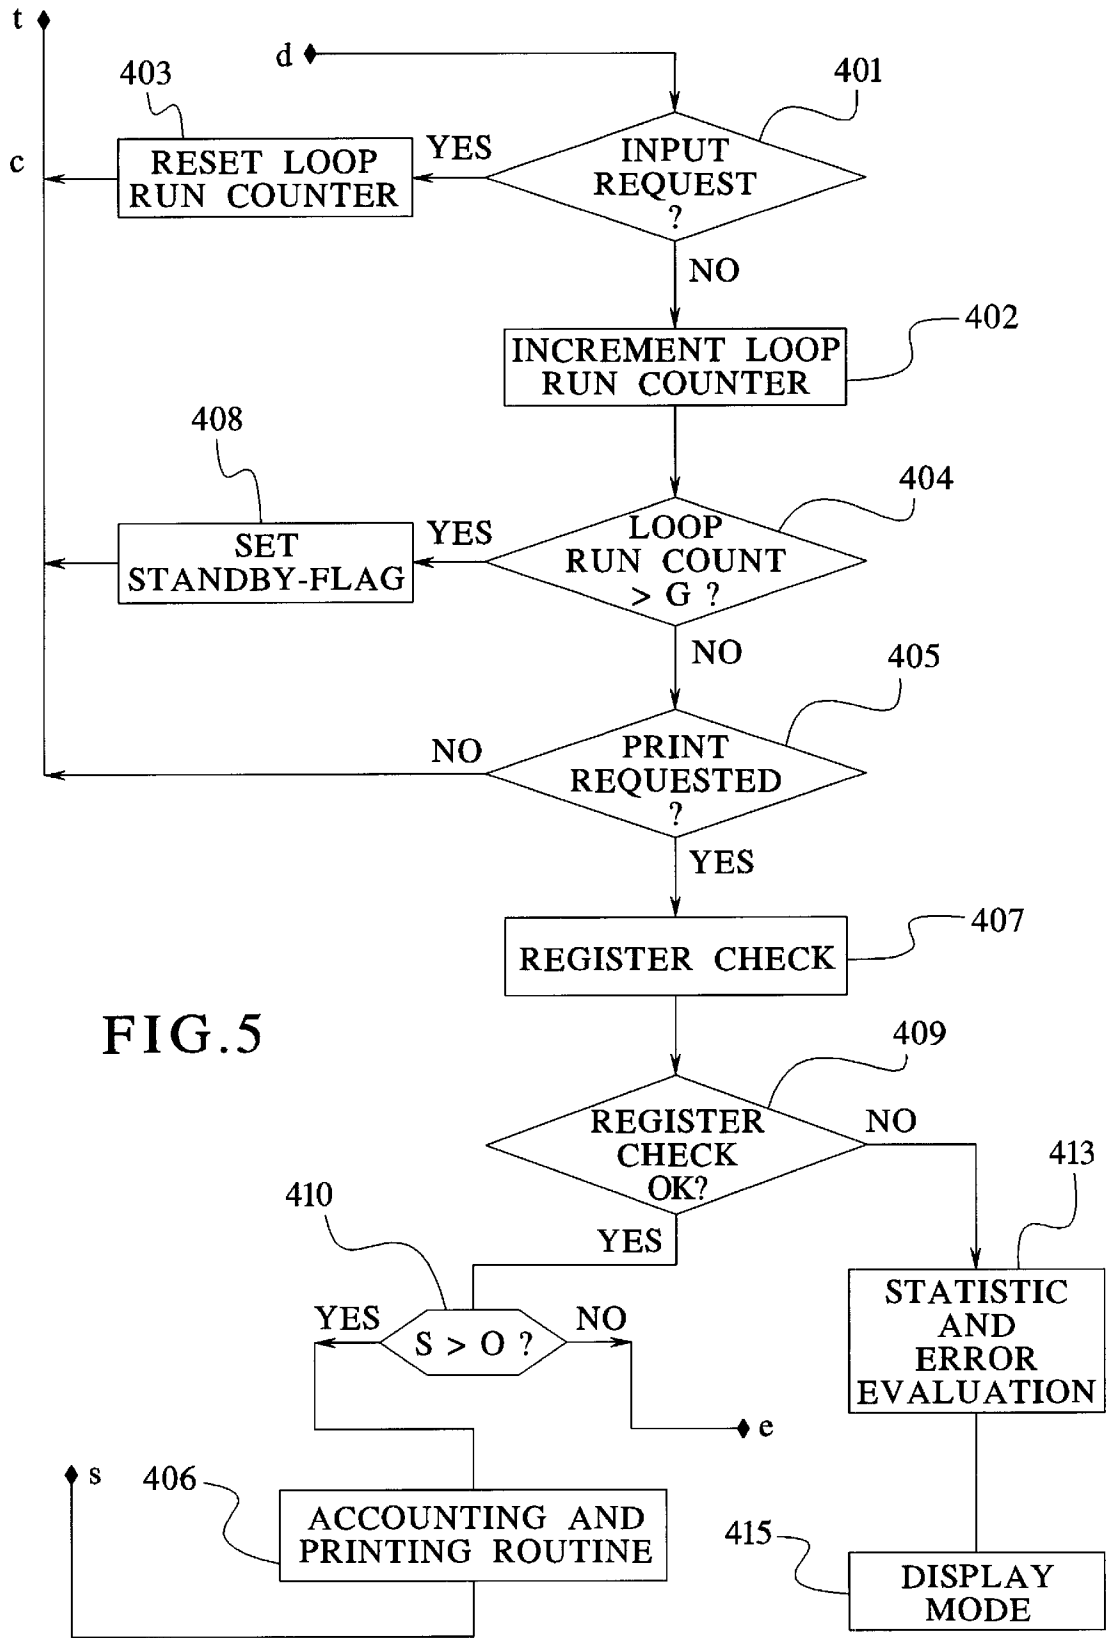 t
d
403
401
c
RESET LOOP
RUN COUNTER
YES
INPUT
REQUEST
?
NO
402
INCREMENT LOOP
RUN COUNTER
408
404
SET
STANDBY-FLAG
YES
LOOP
RUN COUNT
> G ?
NO
405
NO
PRINT
REQUESTED
?
YES
407
REGISTER CHECK
FIG.5
409
REGISTER
CHECK
OK?
NO
413
410
YES
STATISTIC
AND
ERROR
EVALUATION
YES
S > O ?
NO
e
s
406
ACCOUNTING AND
PRINTING ROUTINE
415
DISPLAY
MODE